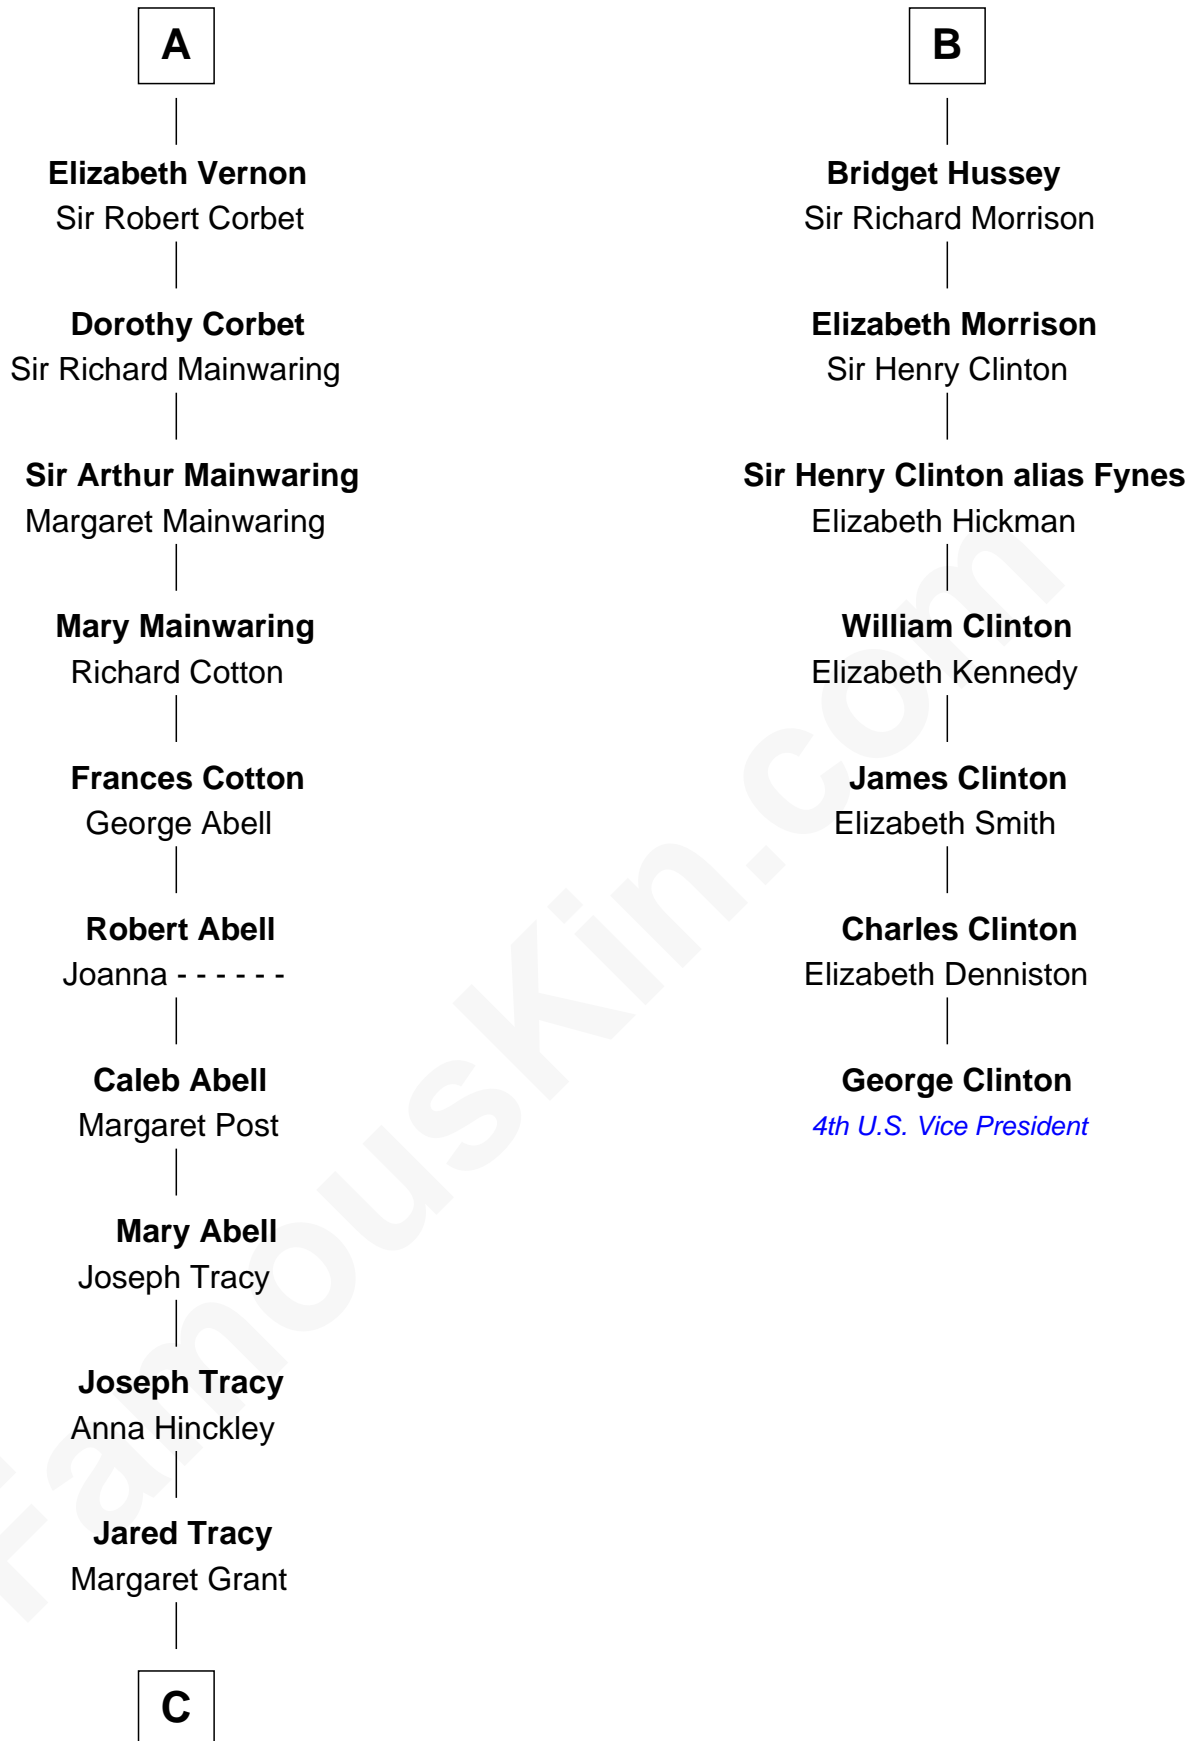 A
Elizabeth Vernon
Sir Robert Corbet
Dorothy Corbet
Sir Richard Mainwaring
Sir Arthur Mainwaring
Margaret Mainwaring
Mary Mainwaring
Richard Cotton
Frances Cotton
George Abell
Robert Abell
Joanna - - - - - -
Caleb Abell
Margaret Post
Mary Abell
Joseph Tracy
Joseph Tracy
Anna Hinckley
Jared Tracy
Margaret Grant
C
B
Bridget Hussey
Sir Richard Morrison
Elizabeth Morrison
Sir Henry Clinton
Sir Henry Clinton alias Fynes
Elizabeth Hickman
William Clinton
Elizabeth Kennedy
James Clinton
Elizabeth Smith
Charles Clinton
Elizabeth Denniston
George Clinton
4th U.S. Vice President
FamousKin.com